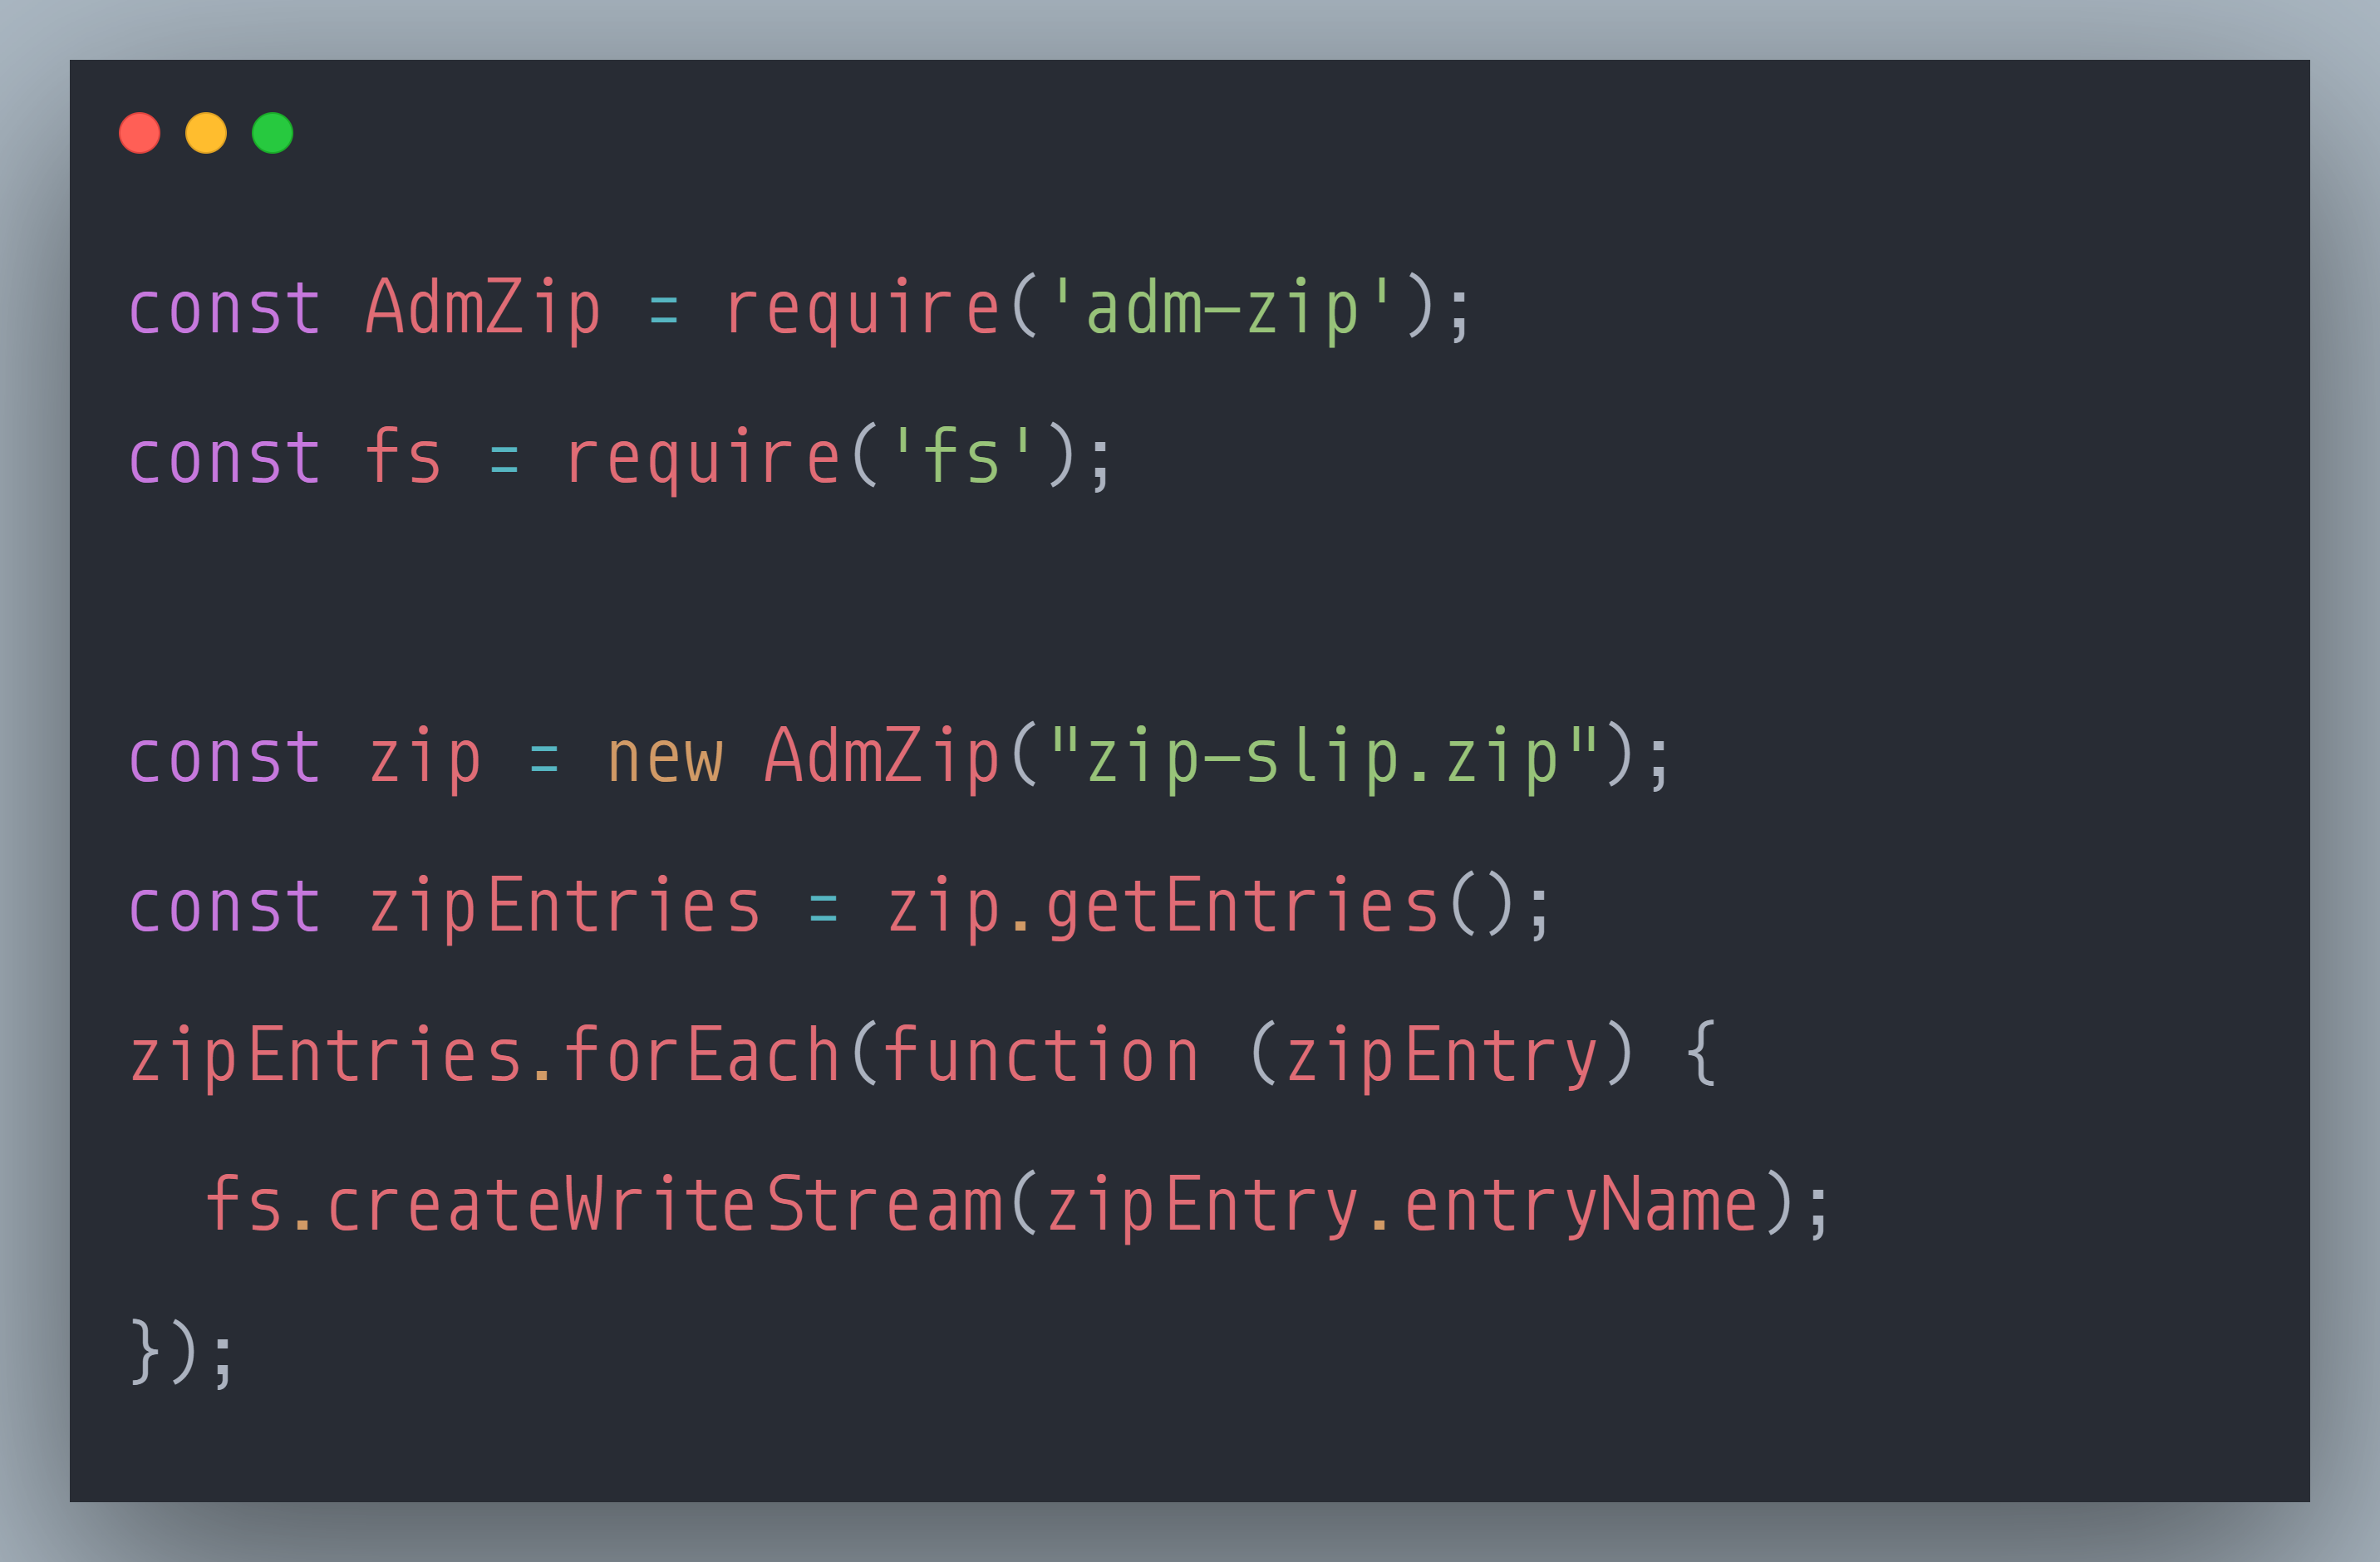 const AdmZip = require('adm-zip');
const fs = require('fs');
const zip = new AdmZip("zip-slip.zip");
const zipEntries = zip.getEntries();
zipEntries.forEach(function (zipEntry) {
  fs.createWriteStream(zipEntry.entryName);
});